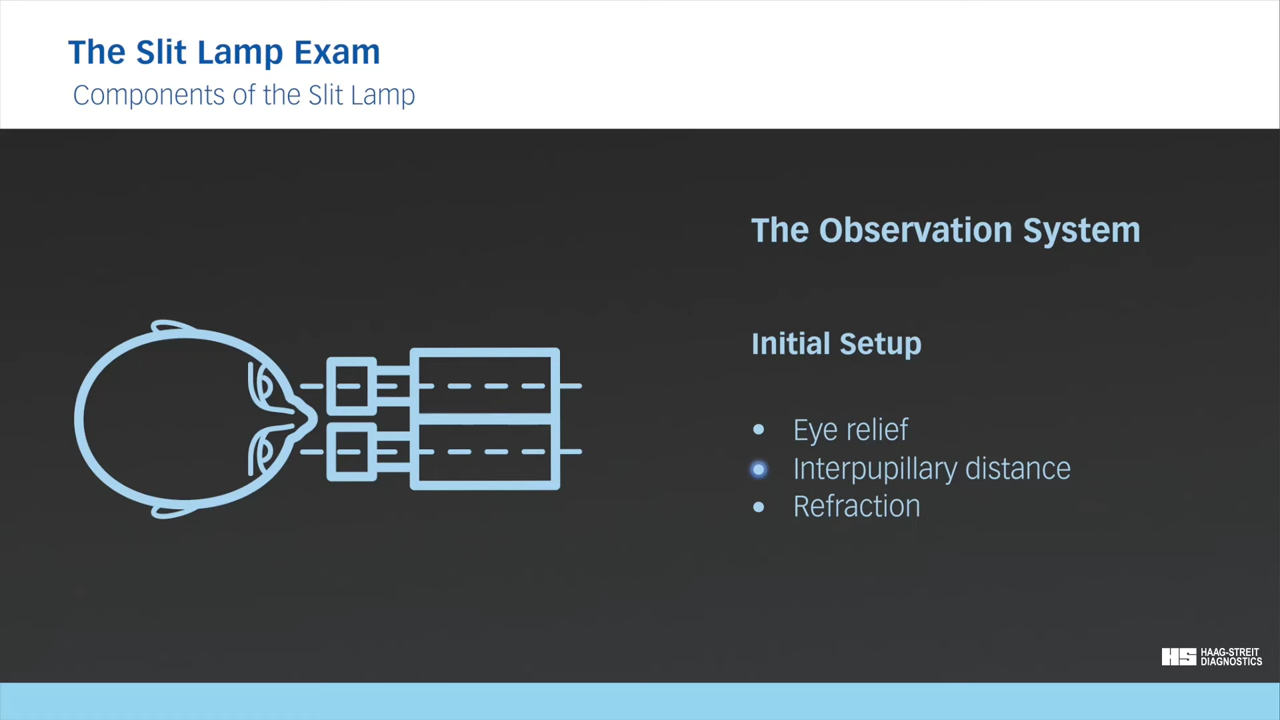 The Slit Lamp Exam
Components of the Slit Lamp
The Observation System
Initial Setup
• Eye relief
• Interpupillary distance
• Refraction
HS HAAG-STREIT
DIAGNOSTICS